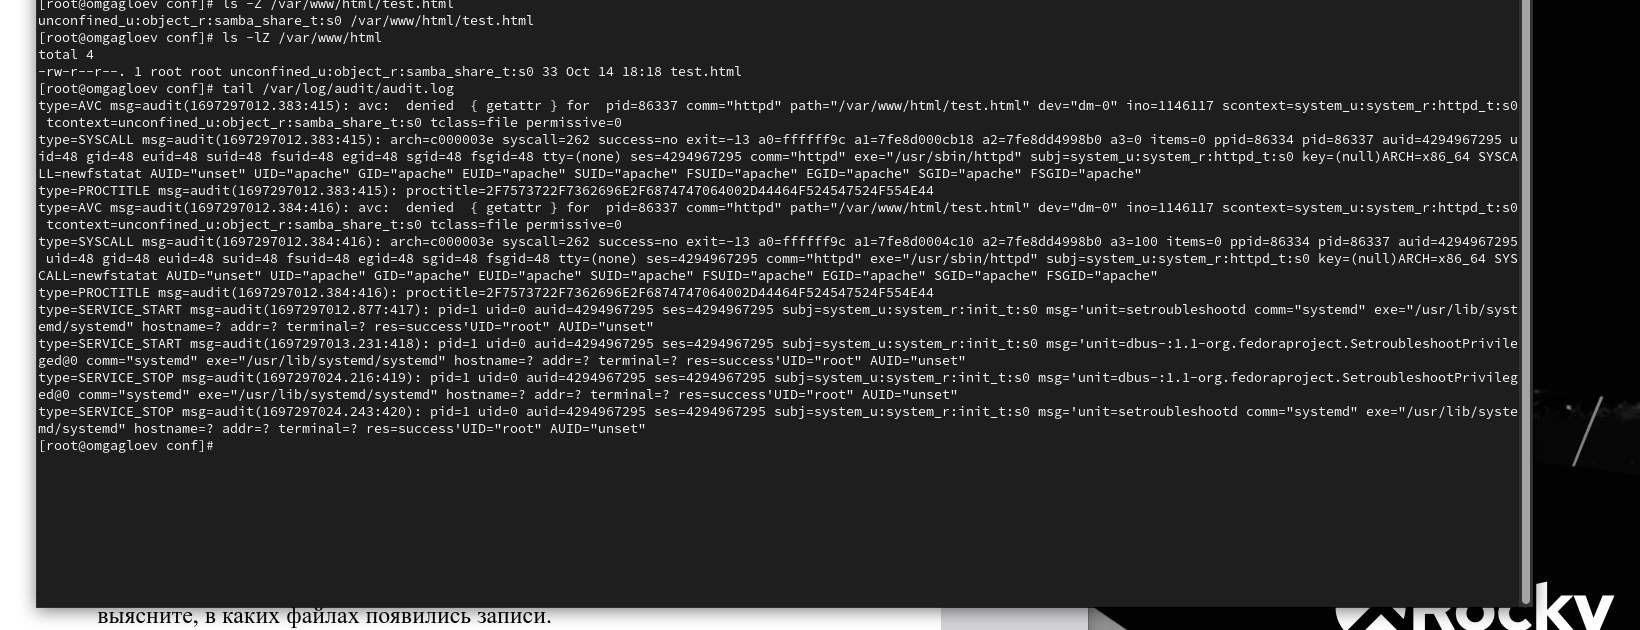 [root@omgagloev conf]# ls -Z /var/www/html/test.html
unconfined_u:object_r:samba_share_t:s0 /var/www/html/test.html
[root@omgagloev conf]# ls -lZ /var/www/html
total 4
-rw-r--r--. 1 root root unconfined_u:object_r:samba_share_t:s0 33 Oct 14 18:18 test.html
[root@omgagloev conf]# tail /var/log/audit/audit.log
type=AVC msg=audit(1697297012.383:415): avc:  denied  { getattr } for  pid=86337 comm="httpd" path="/var/www/html/test.html" dev="dm-0" ino=1146117 scontext=system_u:system_r:httpd_t:s0
 tcontext=unconfined_u:object_r:samba_share_t:s0 tclass=file permissive=0
type=SYSCALL msg=audit(1697297012.383:415): arch=c000003e syscall=262 success=no exit=-13 a0=ffffff9c a1=7fe8d000cb18 a2=7fe8dd4998b0 a3=0 items=0 ppid=86334 pid=86337 auid=4294967295 u
id=48 gid=48 euid=48 suid=48 fsuid=48 egid=48 sgid=48 fsgid=48 tty=(none) ses=4294967295 comm="httpd" exe="/usr/sbin/httpd" subj=system_u:system_r:httpd_t:s0 key=(null)ARCH=x86_64 SYSCA
LL=newfstatat AUID="unset" UID="apache" GID="apache" EUID="apache" SUID="apache" FSUID="apache" EGID="apache" SGID="apache" FSGID="apache"
type=PROCTITLE msg=audit(1697297012.383:415): proctitle=2F7573722F7362696E2F6874747064002D44464F524547524F554E44
type=AVC msg=audit(1697297012.384:416): avc:  denied  { getattr } for  pid=86337 comm="httpd" path="/var/www/html/test.html" dev="dm-0" ino=1146117 scontext=system_u:system_r:httpd_t:s0
 tcontext=unconfined_u:object_r:samba_share_t:s0 tclass=file permissive=0
type=SYSCALL msg=audit(1697297012.384:416): arch=c000003e syscall=262 success=no exit=-13 a0=ffffff9c a1=7fe8d0004c10 a2=7fe8dd4998b0 a3=100 items=0 ppid=86334 pid=86337 auid=4294967295
 uid=48 gid=48 euid=48 suid=48 fsuid=48 egid=48 sgid=48 fsgid=48 tty=(none) ses=4294967295 comm="httpd" exe="/usr/sbin/httpd" subj=system_u:system_r:httpd_t:s0 key=(null)ARCH=x86_64 SYS
CALL=newfstatat AUID="unset" UID="apache" GID="apache" EUID="apache" SUID="apache" FSUID="apache" EGID="apache" SGID="apache" FSGID="apache"
type=PROCTITLE msg=audit(1697297012.384:416): proctitle=2F7573722F7362696E2F6874747064002D44464F524547524F554E44
type=SERVICE_START msg=audit(1697297012.877:417): pid=1 uid=0 auid=4294967295 ses=4294967295 subj=system_u:system_r:init_t:s0 msg='unit=setroubleshootd comm="systemd" exe="/usr/lib/syst
emd/systemd" hostname=? addr=? terminal=? res=success'UID="root" AUID="unset"
type=SERVICE_START msg=audit(1697297013.231:418): pid=1 uid=0 auid=4294967295 ses=4294967295 subj=system_u:system_r:init_t:s0 msg='unit=dbus-:1.1-org.fedoraproject.SetroubleshootPrivile
ged@0 comm="systemd" exe="/usr/lib/systemd/systemd" hostname=? addr=? terminal=? res=success'UID="root" AUID="unset"
type=SERVICE_STOP msg=audit(1697297024.216:419): pid=1 uid=0 auid=4294967295 ses=4294967295 subj=system_u:system_r:init_t:s0 msg='unit=dbus-:1.1-org.fedoraproject.SetroubleshootPrivileg
ed@0 comm="systemd" exe="/usr/lib/systemd/systemd" hostname=? addr=? terminal=? res=success'UID="root" AUID="unset"
type=SERVICE_STOP msg=audit(1697297024.243:420): pid=1 uid=0 auid=4294967295 ses=4294967295 subj=system_u:system_r:init_t:s0 msg='unit=setroubleshootd comm="systemd" exe="/usr/lib/syste
md/systemd" hostname=? addr=? terminal=? res=success'UID="root" AUID="unset"
[root@omgagloev conf]#
выясните, в каких файлах появились записи.
Rocky